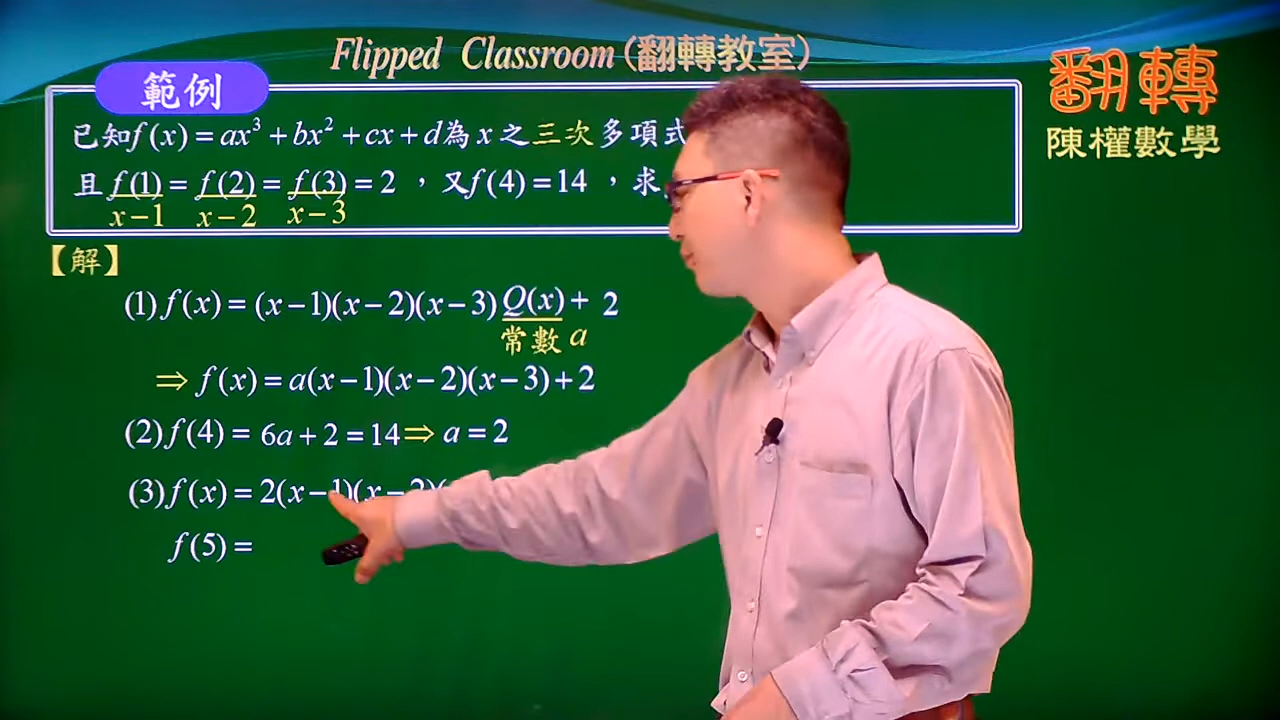 Flipped Classroom (翻轉教室)
翻轉
陳權數學
範例
已知f(x) = ax³ + bx² + cx + d為 x 之三次多項式
且 f(1) = f(2) = f(3) = 2 ，又f(4) = 14 ，求
x−1 x−2 x−3
【解】
(1) f(x) = (x−1)(x−2)(x−3)Q(x) + 2
常數 a
⇒ f(x) = a(x−1)(x−2)(x−3) + 2
(2) f(4) = 6a + 2 = 14 ⇒ a = 2
(3) f(x) = 2(x−1)(x−2)(
f(5) =